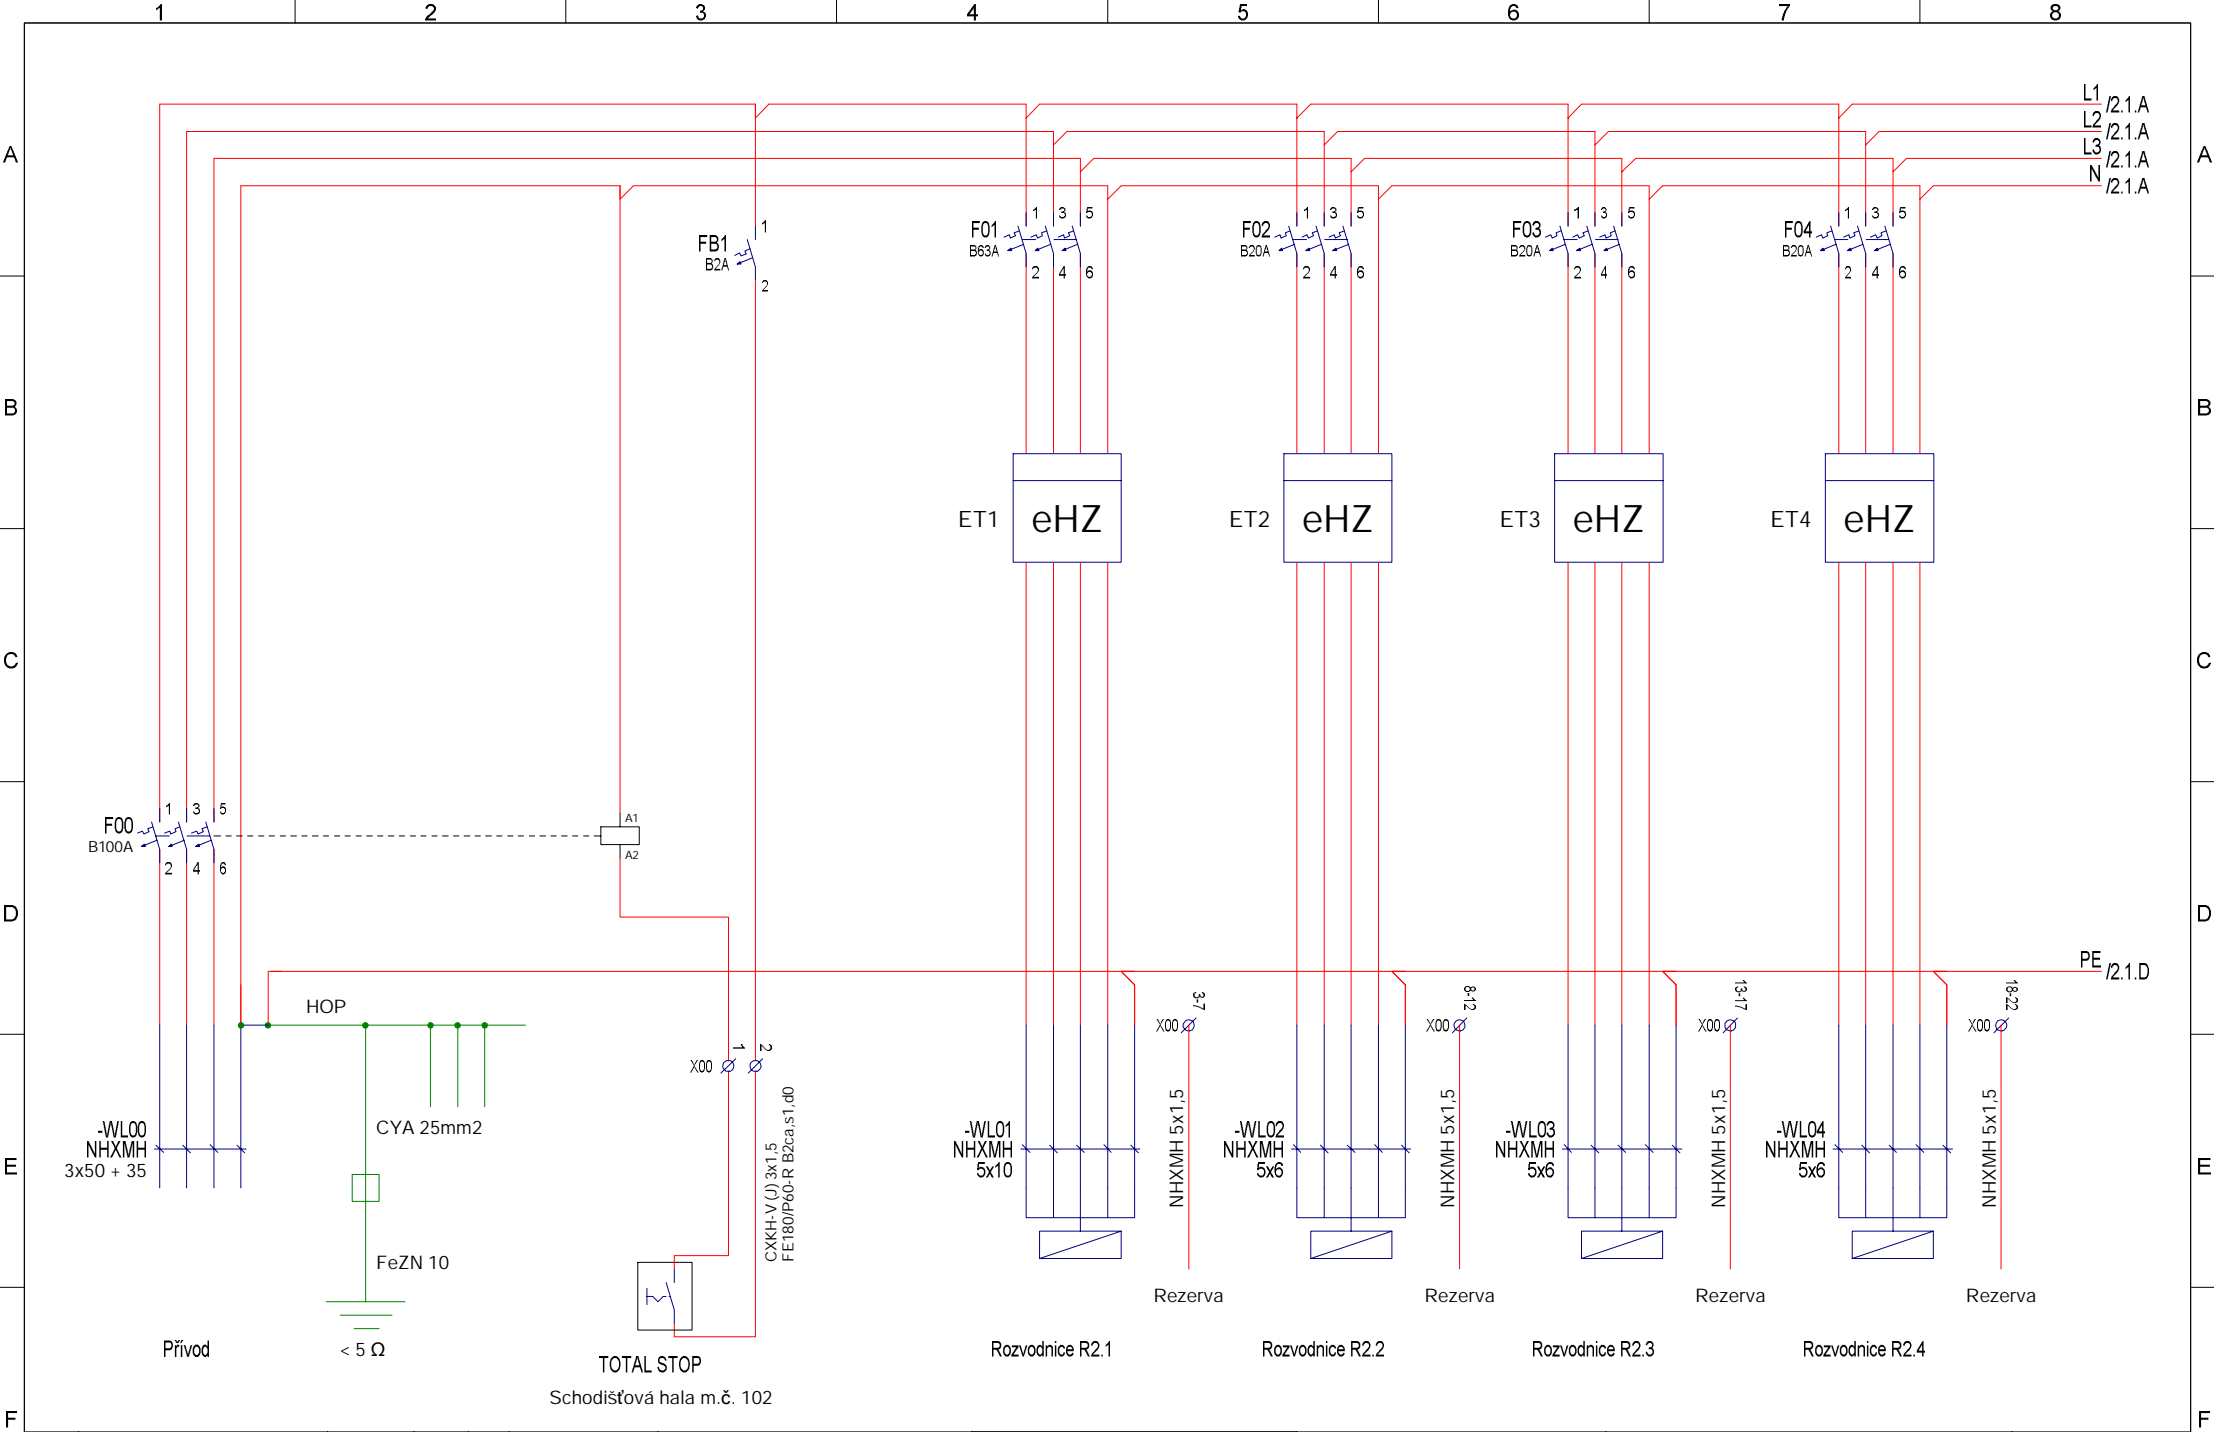 1 2 3 4 5 6 7 8
A A
B B
C C
D D
E E
F F
L1 /2.1.A
L2 /2.1.A
L3 /2.1.A
N /2.1.A
FB1
B2A
1
2
F01
B63A
1 3 5
2 4 6
F02
B20A
1 3 5
2 4 6
F03
B20A
1 3 5
2 4 6
F04
B20A
1 3 5
2 4 6
ET1 eHZ
ET2 eHZ
ET3 eHZ
ET4 eHZ
F00
B100A
1 3 5
2 4 6
A1
A2
PE /2.1.D
HOP
X00 1 2
X00 3-7
X00 8-12
X00 13-17
X00 18-22
-WL00
NHXMH
3x50 + 35
CYA 25mm2
FeZN 10
CXKH-V (J) 3x1,5
FE180/P60-R B2ca,s1,d0
-WL01
NHXMH
5x10
NHXMH 5x1,5
-WL02
NHXMH
5x6
NHXMH 5x1,5
-WL03
NHXMH
5x6
NHXMH 5x1,5
-WL04
NHXMH
5x6
NHXMH 5x1,5
Rezerva
Rezerva
Rezerva
Rezerva
Přívod
< 5 Ω
TOTAL STOP
Schodišťová hala m.č. 102
Rozvodnice R2.1
Rozvodnice R2.2
Rozvodnice R2.3
Rozvodnice R2.4